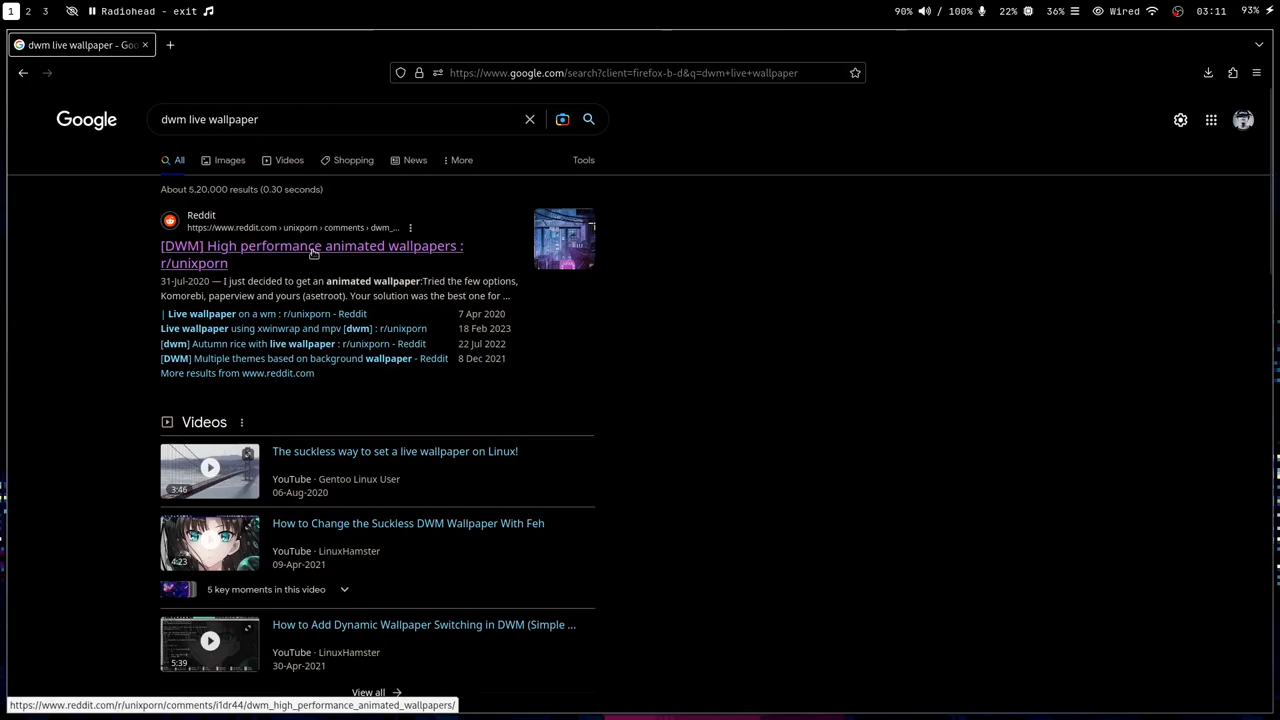 1 2 3 Radiohead - exit 90% / 100% 22% 36% Wired 03:11 93%
dwm live wallpaper - Goo
https://www.google.com/search?client=firefox-b-d&q=dwm+live+wallpaper
Google dwm live wallpaper
All Images Videos Shopping News More Tools
About 5,20,000 results (0.30 seconds)
Reddit
https://www.reddit.com › unixporn › comments › dwm_...
[DWM] High performance animated wallpapers :
r/unixporn
31-Jul-2020 — I just decided to get an animated wallpaper:Tried the few options,
Komorebi, paperview and yours (asetroot). Your solution was the best one for ...
| Live wallpaper on a wm : r/unixporn - Reddit 7 Apr 2020
Live wallpaper using xwinwrap and mpv [dwm] : r/unixporn 18 Feb 2023
[dwm] Autumn rice with live wallpaper : r/unixporn - Reddit 22 Jul 2022
[DWM] Multiple themes based on background wallpaper - Reddit 8 Dec 2021
More results from www.reddit.com
Videos
The suckless way to set a live wallpaper on Linux!
YouTube · Gentoo Linux User
3:46
06-Aug-2020
How to Change the Suckless DWM Wallpaper With Feh
YouTube · LinuxHamster
4:23
09-Apr-2021
5 key moments in this video
How to Add Dynamic Wallpaper Switching in DWM (Simple ...
YouTube · LinuxHamster
5:39
30-Apr-2021
View all
https://www.reddit.com/r/unixporn/comments/i1dr44/dwm_high_performance_animated_wallpapers/